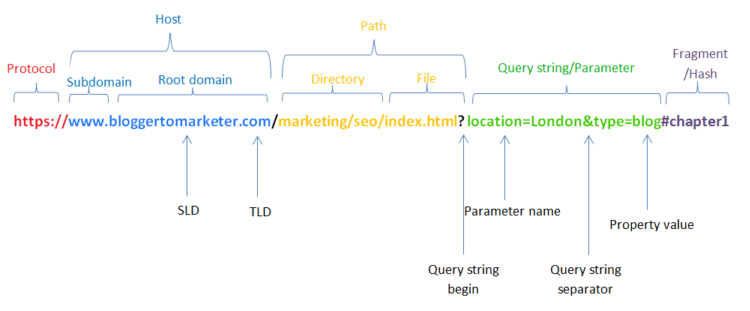 Host
Path
Protocol
Subdomain
Root domain
Directory
File
Query string/Parameter
Fragment
/Hash
https://www.bloggertomarketer.com/marketing/seo/index.html?location=London&type=blog#chapter1
SLD
TLD
Parameter name
Property value
Query string
begin
Query string
separator